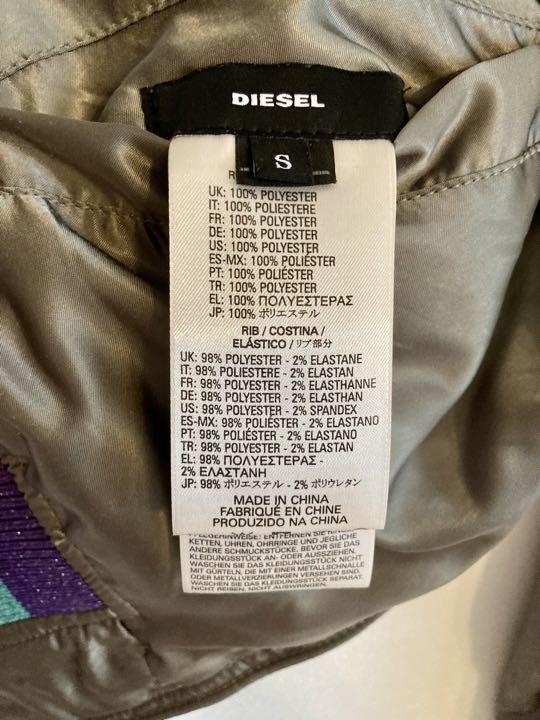 DIESEL
S
UK: 100% POLYESTER
IT: 100% POLIESTERE
FR: 100% POLYESTER
DE: 100% POLYESTER
US: 100% POLYESTER
ES-MX: 100% POLIÉSTER
PT: 100% POLIÉSTER
TR: 100% POLYESTER
EL: 100% ΠΟΛΥΕΣΤΕΡΑΣ
JP: 100% ポリエステル
RIB / COSTINA /
ELÁSTICO / リブ部分
UK: 98% POLYESTER - 2% ELASTANE
IT: 98% POLIESTERE - 2% ELASTAN
FR: 98% POLYESTER - 2% ELASTHANNE
DE: 98% POLYESTER - 2% ELASTHAN
US: 98% POLYESTER - 2% SPANDEX
ES-MX: 98% POLIÉSTER - 2% ELASTANO
PT: 98% POLIÉSTER - 2% ELASTANO
TR: 98% POLYESTER - 2% ELASTAN
EL: 98% ΠΟΛΥΕΣΤΕΡΑΣ -
2% ΕΛΑΣΤΑΝΗ
JP: 98% ポリエステル - 2% ポリウレタン
MADE IN CHINA
FABRIQUÉ EN CHINE
PRODUZIDO NA CHINA
PFLEGEHINWEISE: ENTFERNEN SIE
KETTEN, UHREN, OHRRINGE UND JEGLICHE
ANDERE SCHMUCKSTÜCKE, BEVOR SIE DAS
KLEIDUNGSSTÜCK AN- ODER AUSZIEHEN.
WASCHEN SIE DAS KLEIDUNGSSTÜCK NICHT
MIT GÜRTELN, DIE MIT EINER METALLSCHNALLE
ODER METALLVERZIERUNGEN VERSEHEN SIND.
WASCHEN SIE DAS KLEIDUNGSSTÜCK SEPARAT.
NICHT REIBEN. NICHT AUSWRINGEN.